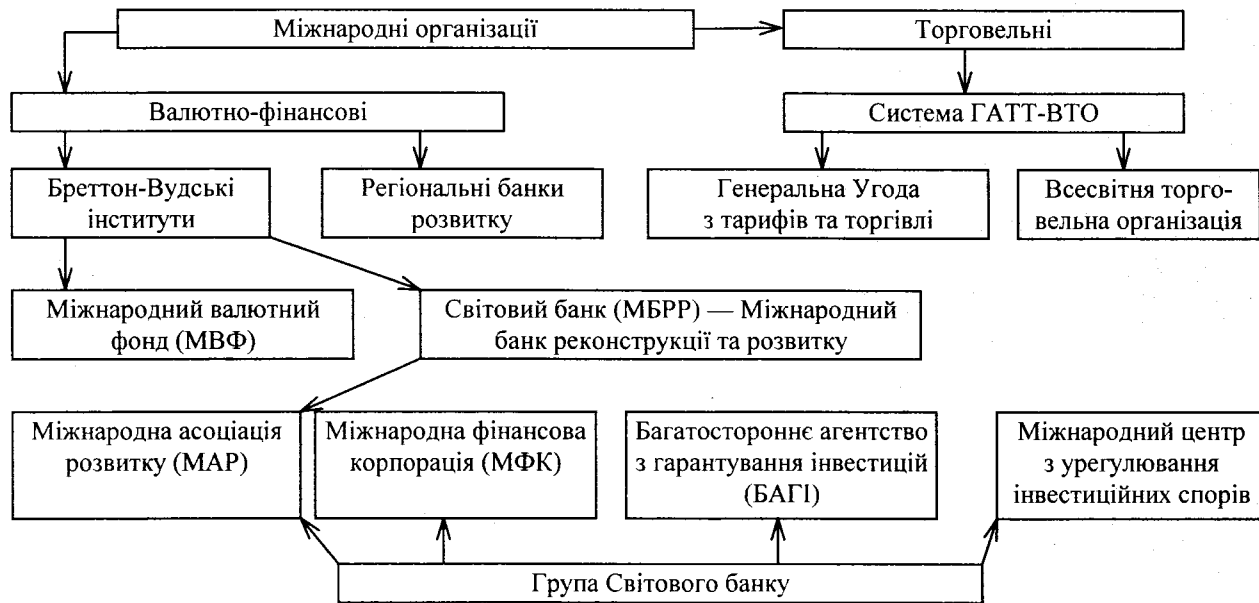 Міжнародні організації
Торговельні
Валютно-фінансові
Система ГАТТ-ВТО
Бреттон-Вудські
інститути
Регіональні банки
розвитку
Генеральна Угода
з тарифів та торгівлі
Всесвітня торго-
вельна організація
Міжнародний валютний
фонд (МВФ)
Світовий банк (МБРР) — Міжнародний
банк реконструкції та розвитку
Міжнародна асоціація
розвитку (МАР)
Міжнародна фінансова
корпорація (МФК)
Багатостороннє агентство
з гарантування інвестицій
(БАГІ)
Міжнародний центр
з урегулювання
інвестиційних спорів
Група Світового банку